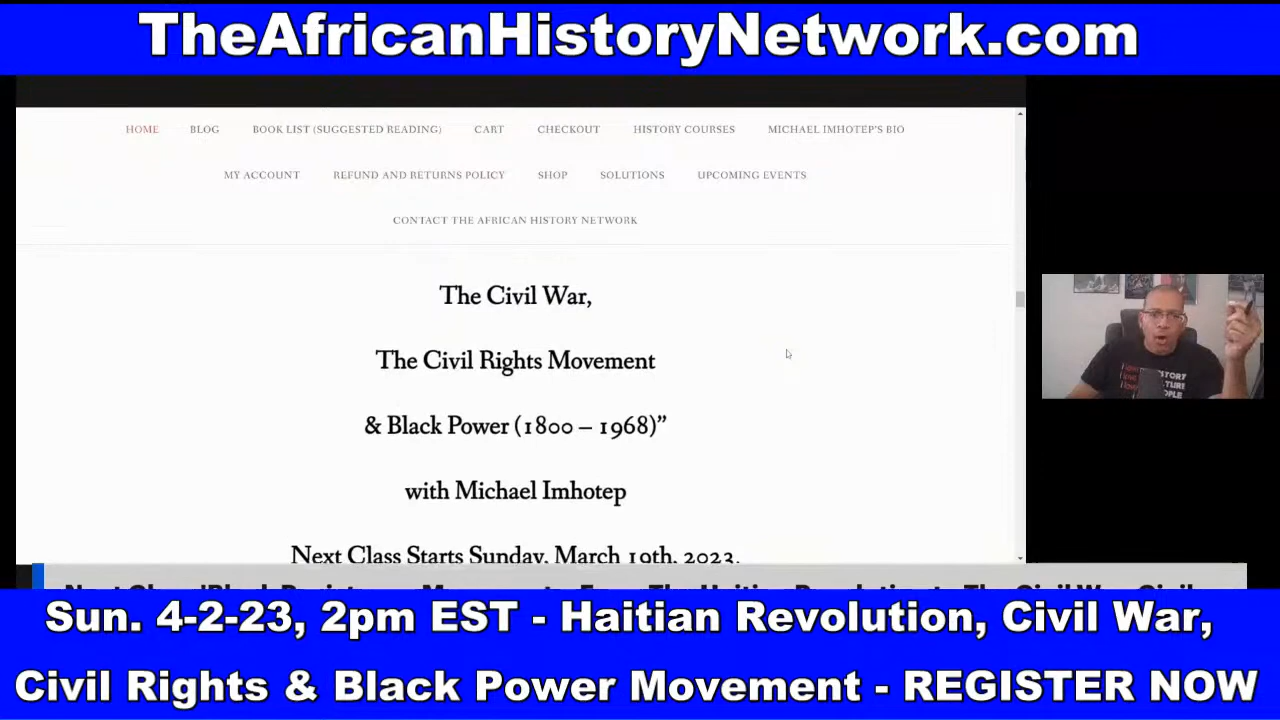 TheAfricanHistoryNetwork.com
HOME BLOG BOOK LIST (SUGGESTED READING) CART CHECKOUT HISTORY COURSES MICHAEL IMHOTEP'S BIO
MY ACCOUNT REFUND AND RETURNS POLICY SHOP SOLUTIONS UPCOMING EVENTS
CONTACT THE AFRICAN HISTORY NETWORK
The Civil War,
The Civil Rights Movement
& Black Power (1800 – 1968)”
with Michael Imhotep
Next Class Starts Sunday, March 19th, 2023.
Sun. 4-2-23, 2pm EST - Haitian Revolution, Civil War,
Civil Rights & Black Power Movement - REGISTER NOW